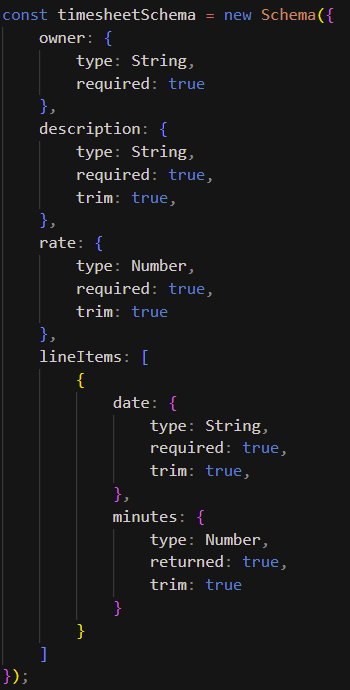 const timesheetSchema = new Schema({
    owner: {
        type: String,
        required: true
    },
    description: {
        type: String,
        required: true,
        trim: true,
    },
    rate: {
        type: Number,
        required: true,
        trim: true
    },
    lineItems: [
        {
            date: {
                type: String,
                required: true,
                trim: true,
            },
            minutes: {
                type: Number,
                returned: true,
                trim: true
            }
        }
    ]
});